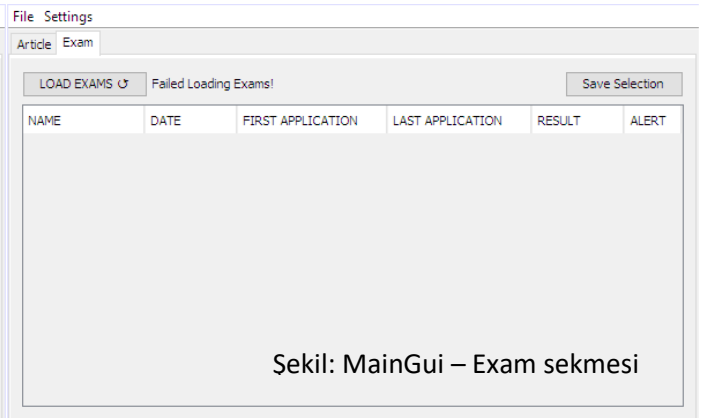 File Settings
Article Exam
LOAD EXAMS ↺ Failed Loading Exams! Save Selection
NAME DATE FIRST APPLICATION LAST APPLICATION RESULT ALERT
Şekil: MainGui – Exam sekmesi